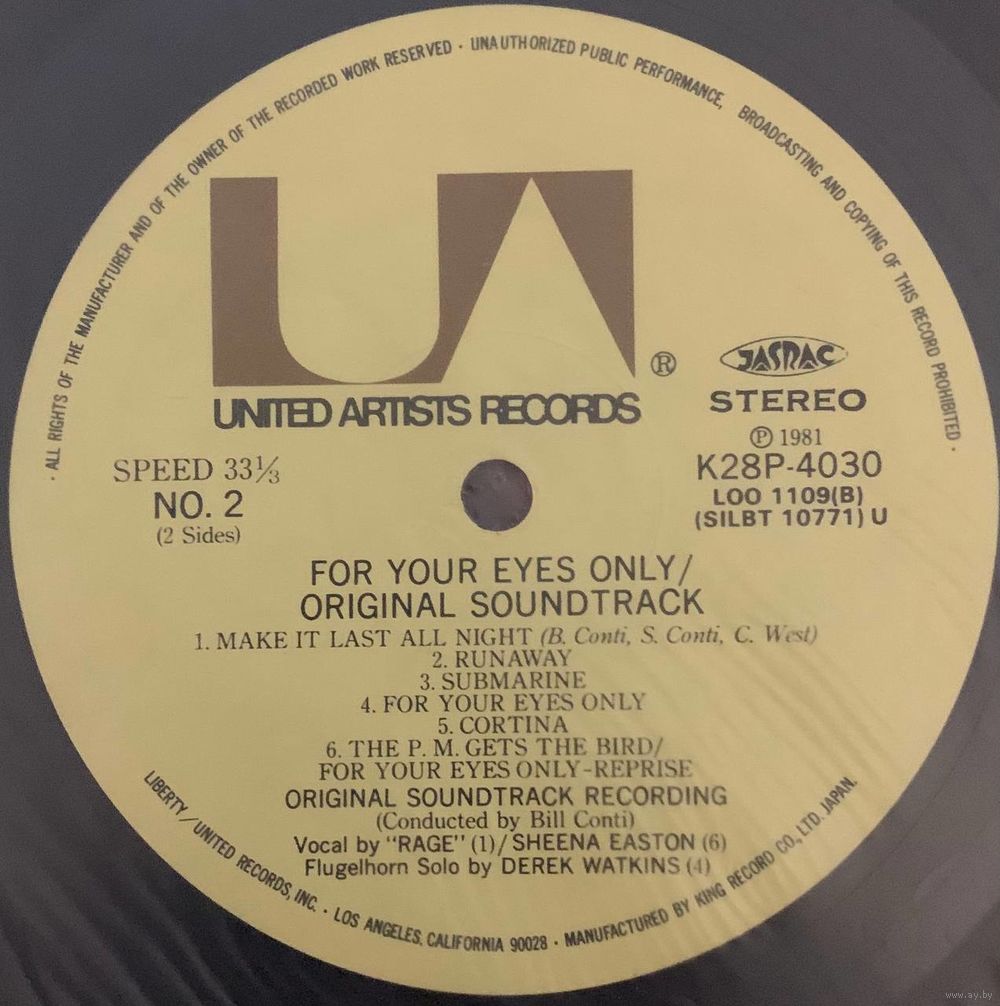 · ALL RIGHTS OF THE MANUFACTURER AND OF THE OWNER OF THE RECORDED WORK RESERVED · UNAUTHORIZED PUBLIC PERFORMANCE, BROADCASTING AND COPYING OF THIS RECORD PROHIBITED ·
UA
®
UNITED ARTISTS RECORDS
JASRAC
STEREO
Ⓟ 1981
K28P-4030
LOO 1109(B)
(SILBT 10771) U
SPEED 33⅓
NO. 2
(2 Sides)
FOR YOUR EYES ONLY/
ORIGINAL SOUNDTRACK
1. MAKE IT LAST ALL NIGHT (B. Conti, S. Conti, C. West)
2. RUNAWAY
3. SUBMARINE
4. FOR YOUR EYES ONLY
5. CORTINA
6. THE P. M. GETS THE BIRD/
FOR YOUR EYES ONLY-REPRISE
ORIGINAL SOUNDTRACK RECORDING
(Conducted by Bill Conti)
Vocal by "RAGE" (1)/SHEENA EASTON (6)
Flugelhorn Solo by DEREK WATKINS (4)
LIBERTY/UNITED RECORDS, INC. · LOS ANGELES, CALIFORNIA 90028 · MANUFACTURED BY KING RECORD CO., LTD. JAPAN.
www.ay.by